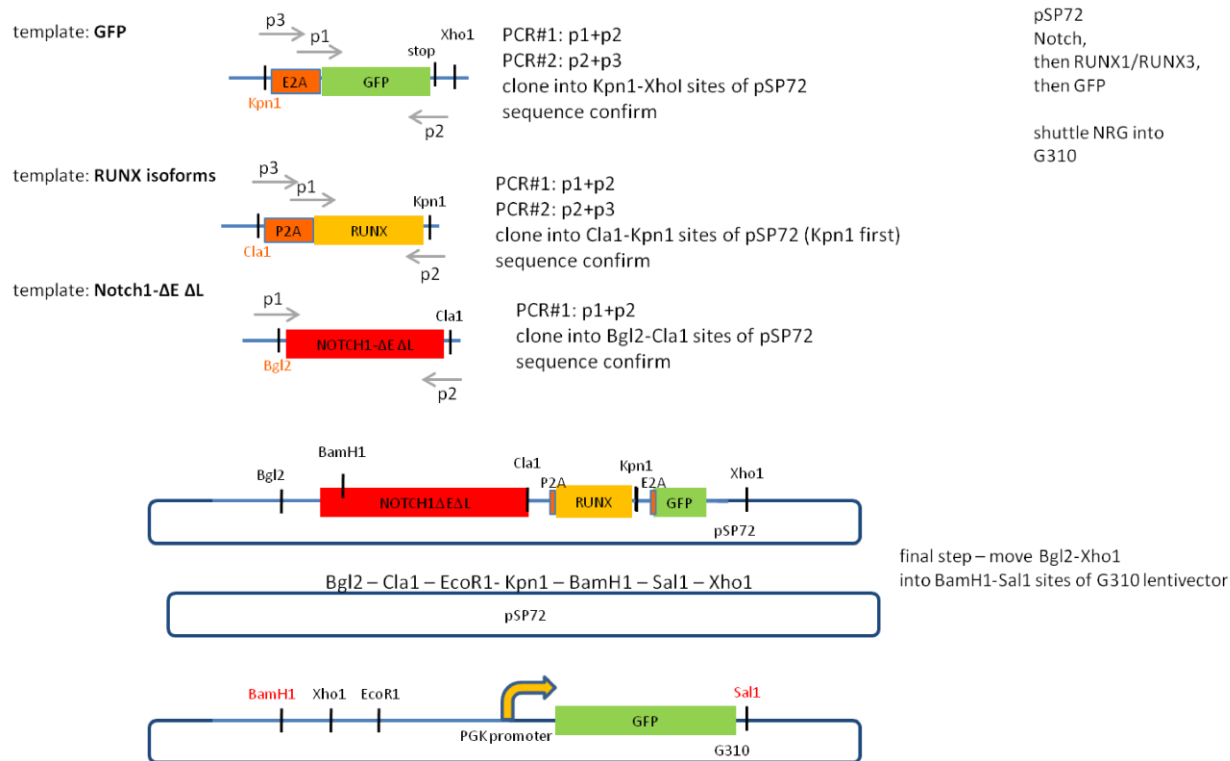 template: GFP
p3
p1
stop
Xho1
E2A
GFP
Kpn1
p2
PCR#1: p1+p2
PCR#2: p2+p3
clone into Kpn1-XhoI sites of pSP72
sequence confirm
pSP72
Notch,
then RUNX1/RUNX3,
then GFP
shuttle NRG into
G310
template: RUNX isoforms
p3
p1
Kpn1
P2A
RUNX
Cla1
p2
PCR#1: p1+p2
PCR#2: p2+p3
clone into Cla1-Kpn1 sites of pSP72 (Kpn1 first)
sequence confirm
template: Notch1-ΔE ΔL
p1
Cla1
NOTCH1-ΔE ΔL
Bgl2
p2
PCR#1: p1+p2
clone into Bgl2-Cla1 sites of pSP72
sequence confirm
Bgl2
BamH1
Cla1
P2A
Kpn1
E2A
Xho1
NOTCH1ΔEΔL
RUNX
GFP
pSP72
final step – move Bgl2-Xho1
into BamH1-Sal1 sites of G310 lentivector
Bgl2 – Cla1 – EcoR1- Kpn1 – BamH1 – Sal1 – Xho1
pSP72
BamH1
Xho1
EcoR1
Sal1
GFP
PGK promoter
G310